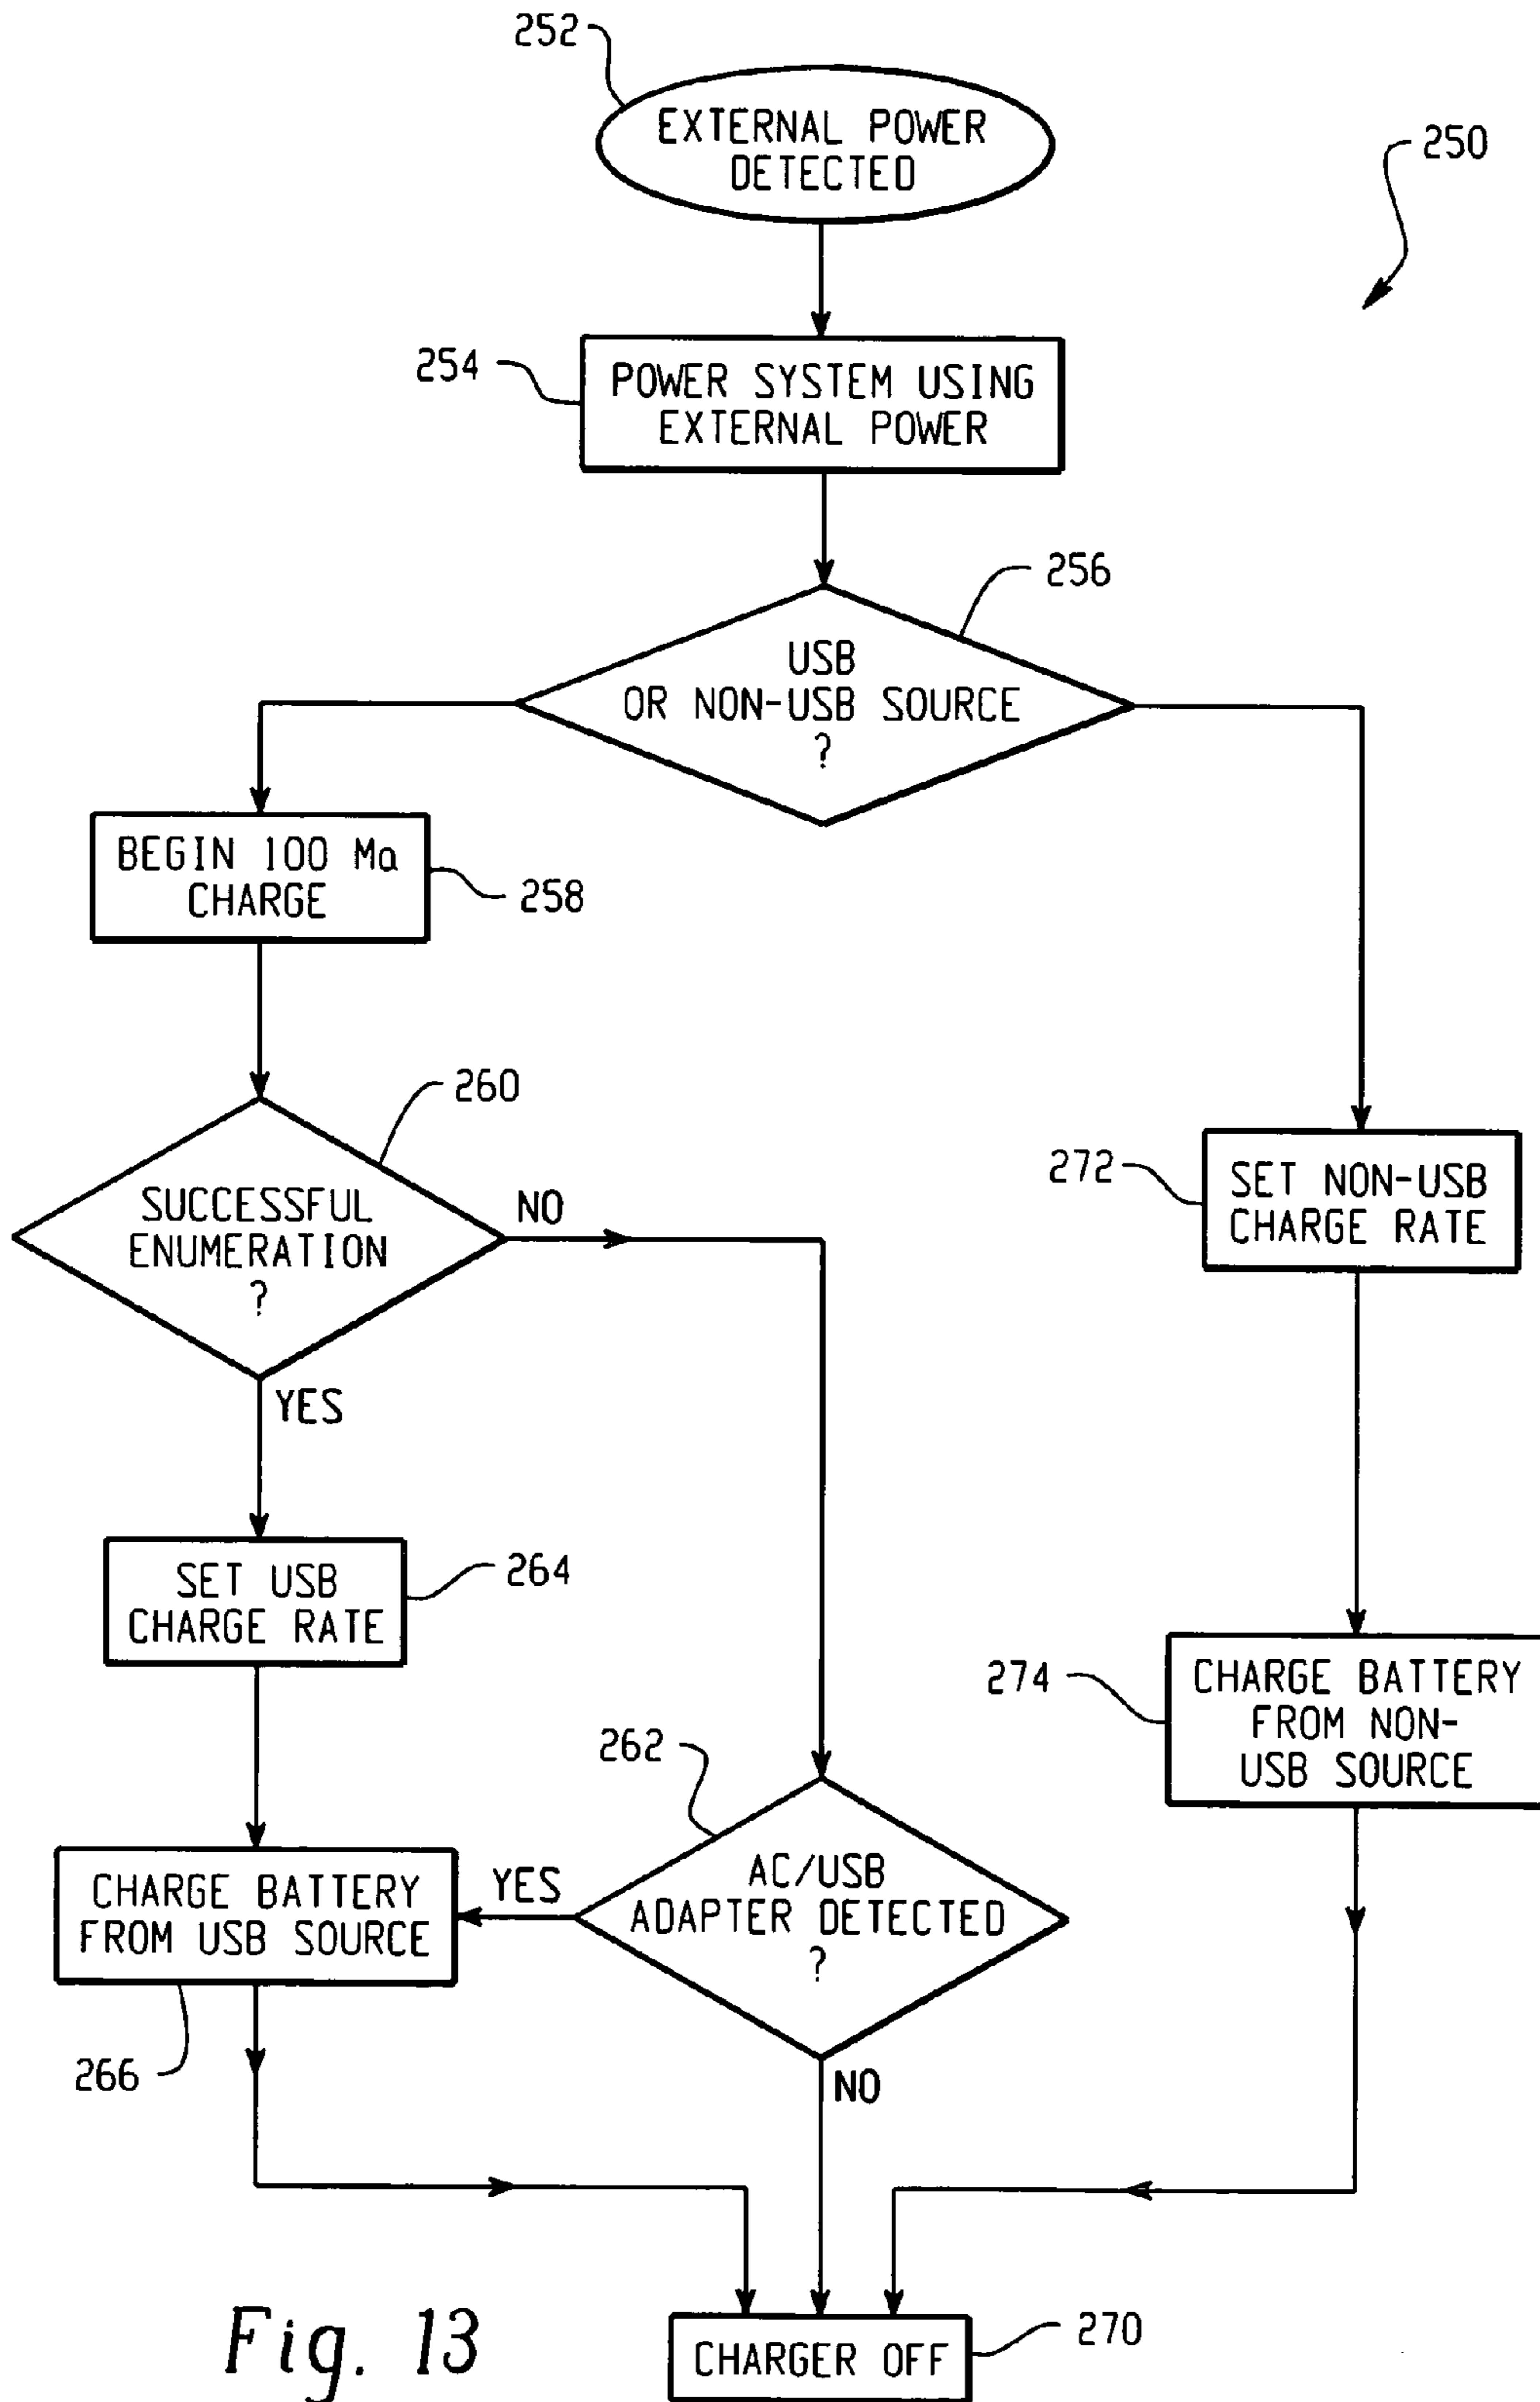 252
EXTERNAL POWER
DETECTED
250
254
POWER SYSTEM USING
EXTERNAL POWER
256
USB
OR NON-USB SOURCE
?
BEGIN 100 Ma
CHARGE
258
260
SUCCESSFUL
ENUMERATION
?
NO
YES
272
SET NON-USB
CHARGE RATE
SET USB
CHARGE RATE
264
274
CHARGE BATTERY
FROM NON-
USB SOURCE
262
AC/USB
ADAPTER DETECTED
?
YES
CHARGE BATTERY
FROM USB SOURCE
266
NO
CHARGER OFF
270
Fig. 13